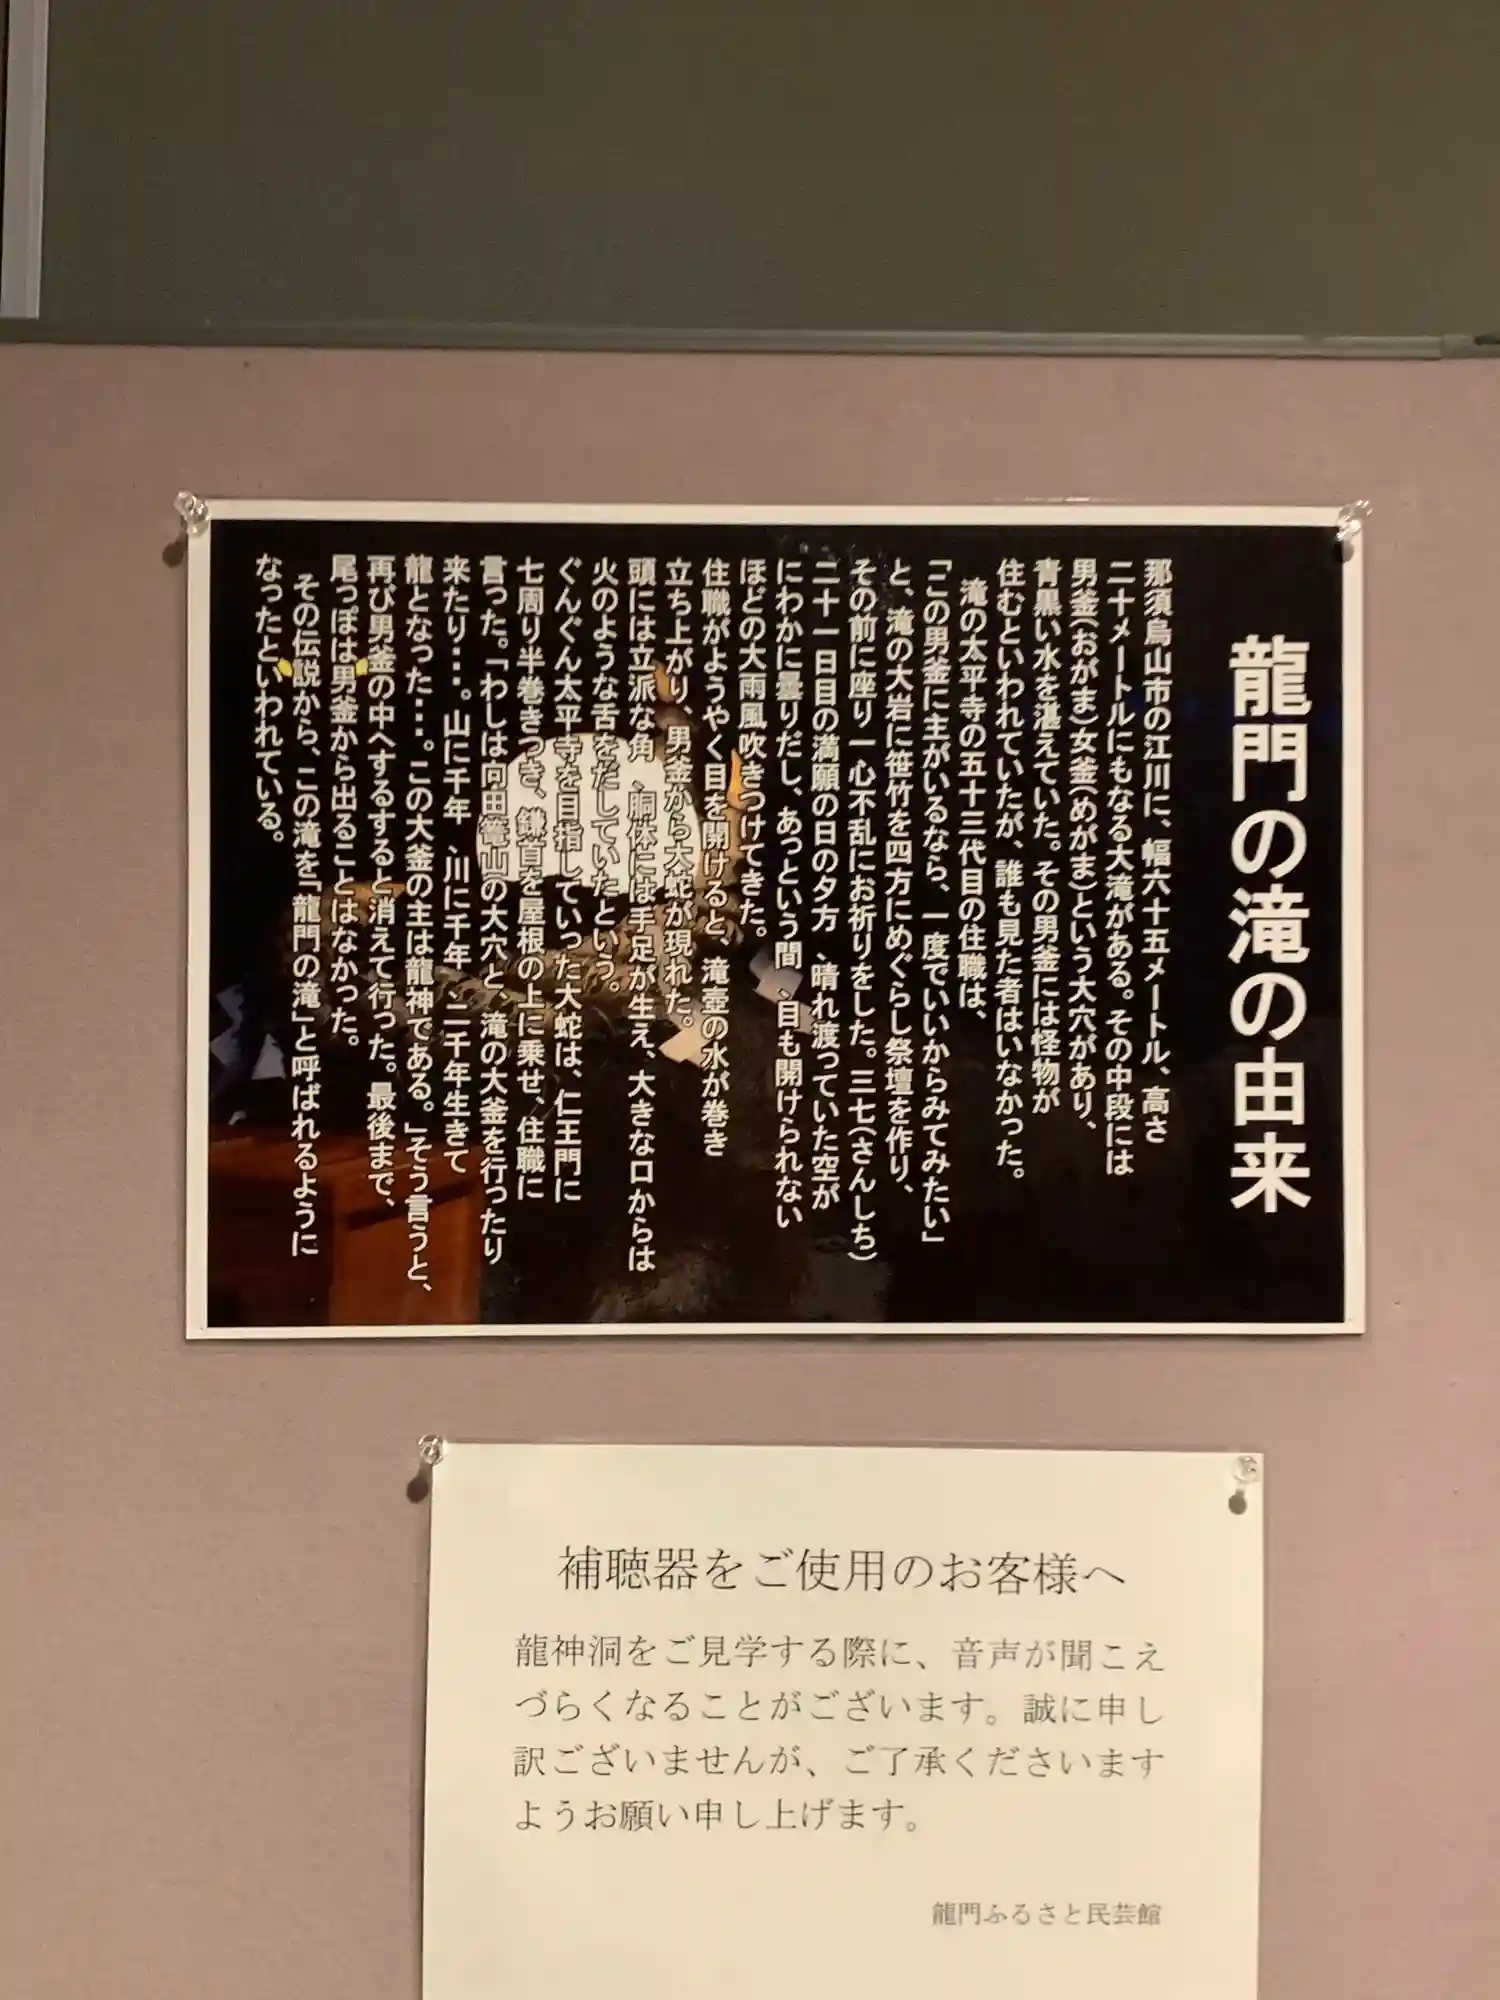 龍門の滝の由来
那須烏山市の江川に、幅六十五メートル、高さ
二十メートルにもなる大滝がある。その中段には
男釜(おがま)女釜(めがま)という大穴があり、
青黒い水を湛えていた。その男釜には怪物が
住むといわれていたが、誰も見た者はいなかった。
滝の太平寺の五十三代目の住職は、
「この男釜に主がいるなら、一度でいいからみてみたい」
と、滝の大岩に笹竹を四方にめぐらし祭壇を作り、
その前に座り一心不乱にお祈りをした。三七(さんしち)
二十一日目の満願の日の夕方、晴れ渡っていた空が
にわかに曇りだし、あっという間、目も開けられない
ほどの大雨風吹きつけてきた。
住職がようやく目を開けると、滝壺の水が巻き
立ち上がり、男釜から大蛇が現れた。
頭には立派な角、胴体には手足が生え、大きな口からは
火のような舌をだしていたという。
ぐんぐん太平寺を目指していった大蛇は、仁王門に
七周り半巻きつき、鎌首を屋根の上に乗せ、住職に
言った。「わしは向田篭山の大穴と、滝の大釜を行ったり
来たり・・・。山に千年、川に千年、二千年生きて
龍となった・・・。この大釜の主は龍神である。」そう言うと、
再び男釜の中へするすると消えて行った。最後まで、
尾っぽは男釜から出ることはなかった。
その伝説から、この滝を「龍門の滝」と呼ばれるように
なったといわれている。
補聴器をご使用のお客様へ
龍神洞をご見学する際に、音声が聞こえ
づらくなることがございます。誠に申し
訳ございませんが、ご了承くださいます
ようお願い申し上げます。
龍門ふるさと民芸館